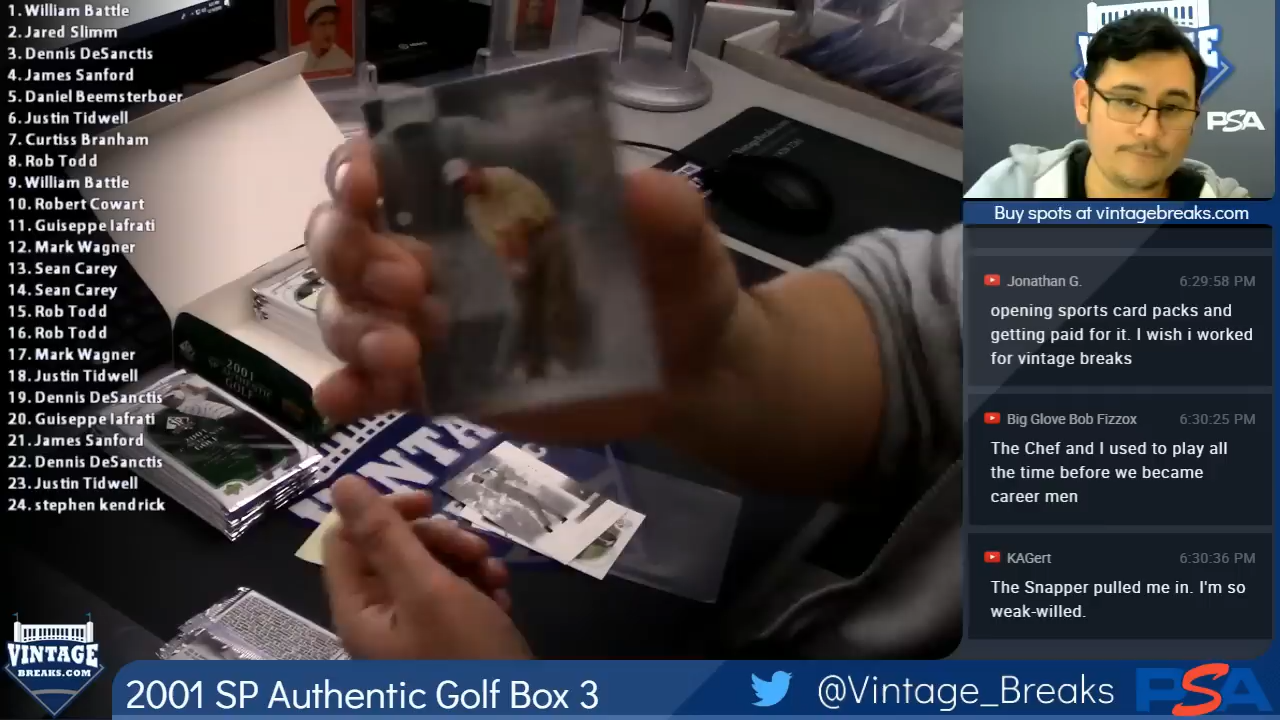 1. William Battle
2. Jared Slimm
3. Dennis DeSanctis
4. James Sanford
5. Daniel Beemsterboer
6. Justin Tidwell
7. Curtiss Branham
8. Rob Todd
9. William Battle
10. Robert Cowart
11. Guiseppe Iafrati
12. Mark Wagner
13. Sean Carey
14. Sean Carey
15. Rob Todd
16. Rob Todd
17. Mark Wagner
18. Justin Tidwell
19. Dennis DeSanctis
20. Guiseppe Iafrati
21. James Sanford
22. Dennis DeSanctis
23. Justin Tidwell
24. stephen kendrick
2001
GOLF
VINTAGE
PSA
Buy spots at vintagebreaks.com
Jonathan G. 6:29:58 PM
opening sports card packs and
getting paid for it. I wish i worked
for vintage breaks
Big Glove Bob Fizzox 6:30:25 PM
The Chef and I used to play all
the time before we became
career men
KAGert 6:30:36 PM
The Snapper pulled me in. I'm so
weak-willed.
VINTAGE
BREAKS.COM
2001 SP Authentic Golf Box 3
@Vintage_Breaks
PSA